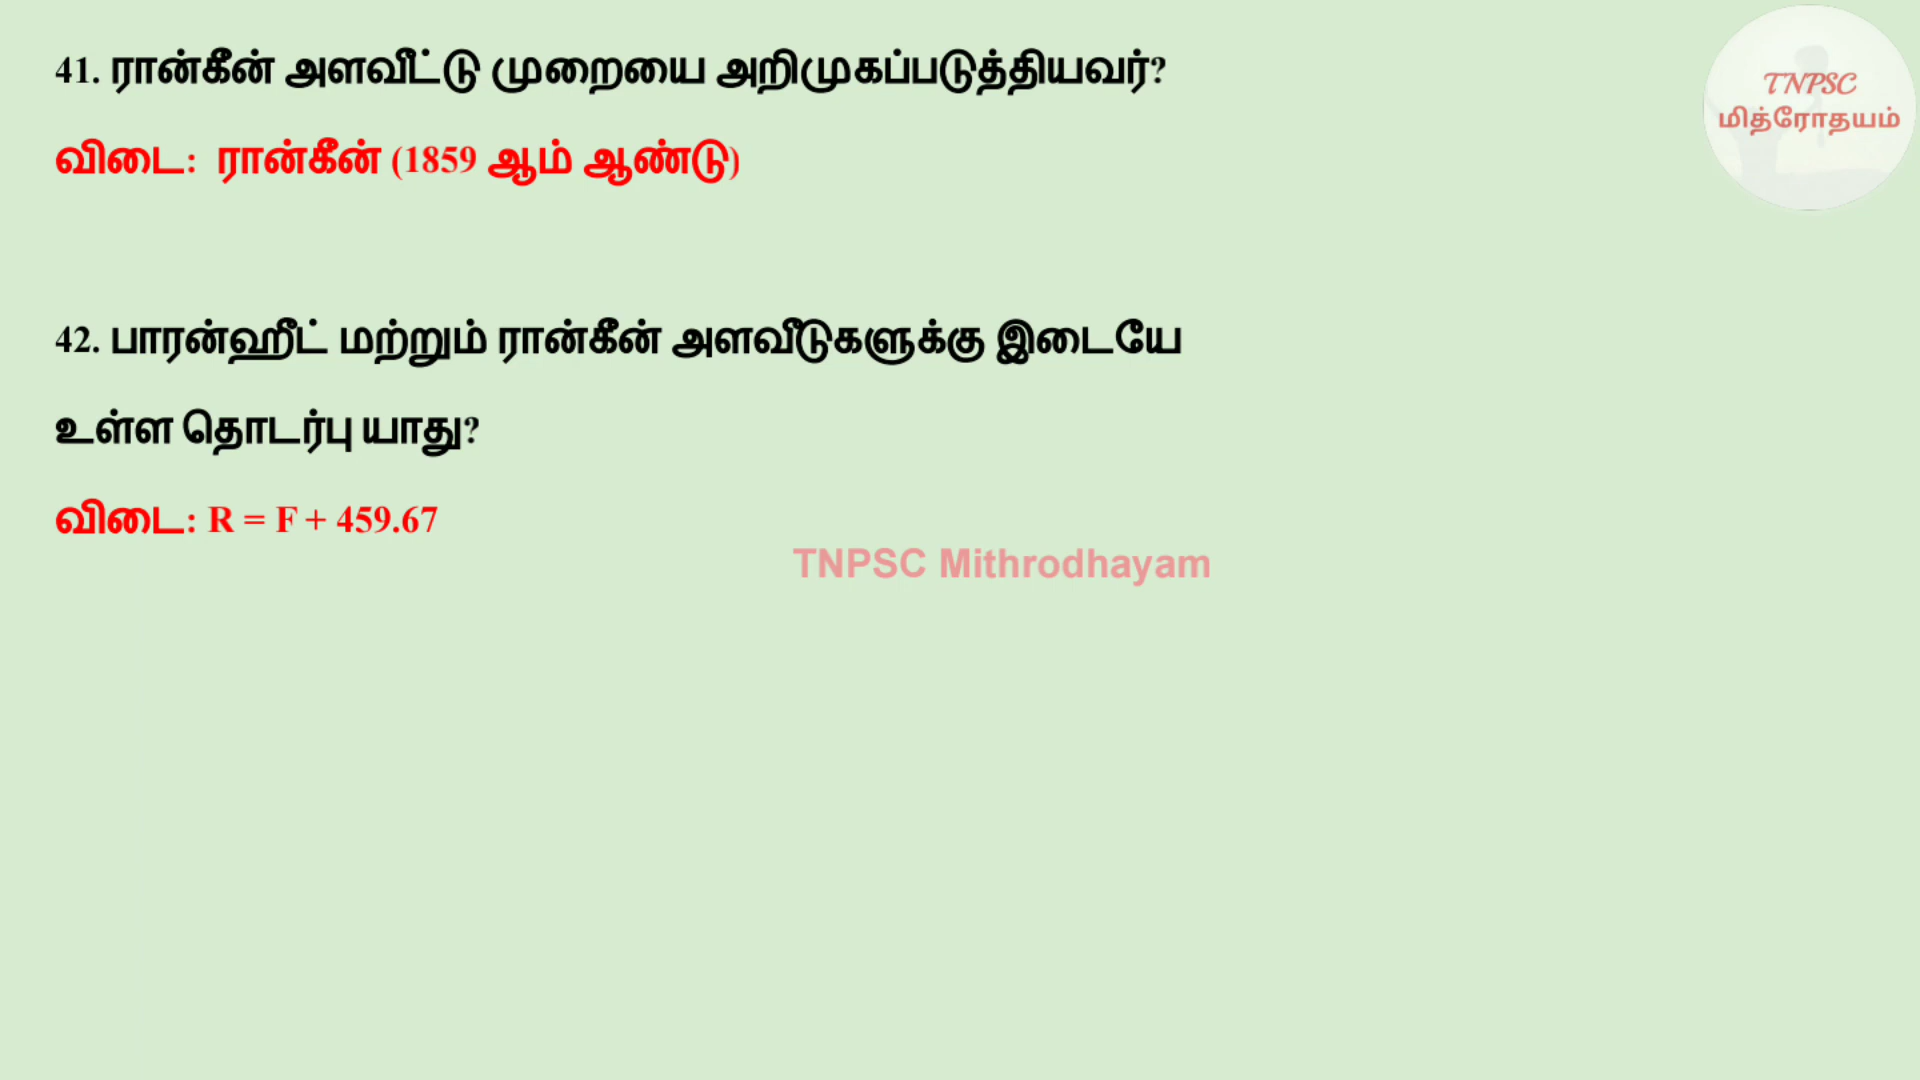 41. ரான்கீன் அளவீட்டு முறையை அறிமுகப்படுத்தியவர்?
விடை: ரான்கீன் (1859 ஆம் ஆண்டு)
42. பாரன்ஹீட் மற்றும் ரான்கீன் அளவீடுகளுக்கு இடையே
உள்ள தொடர்பு யாது?
விடை: R = F + 459.67
TNPSC Mithrodhayam
TNPSC
மித்ரோதயம்